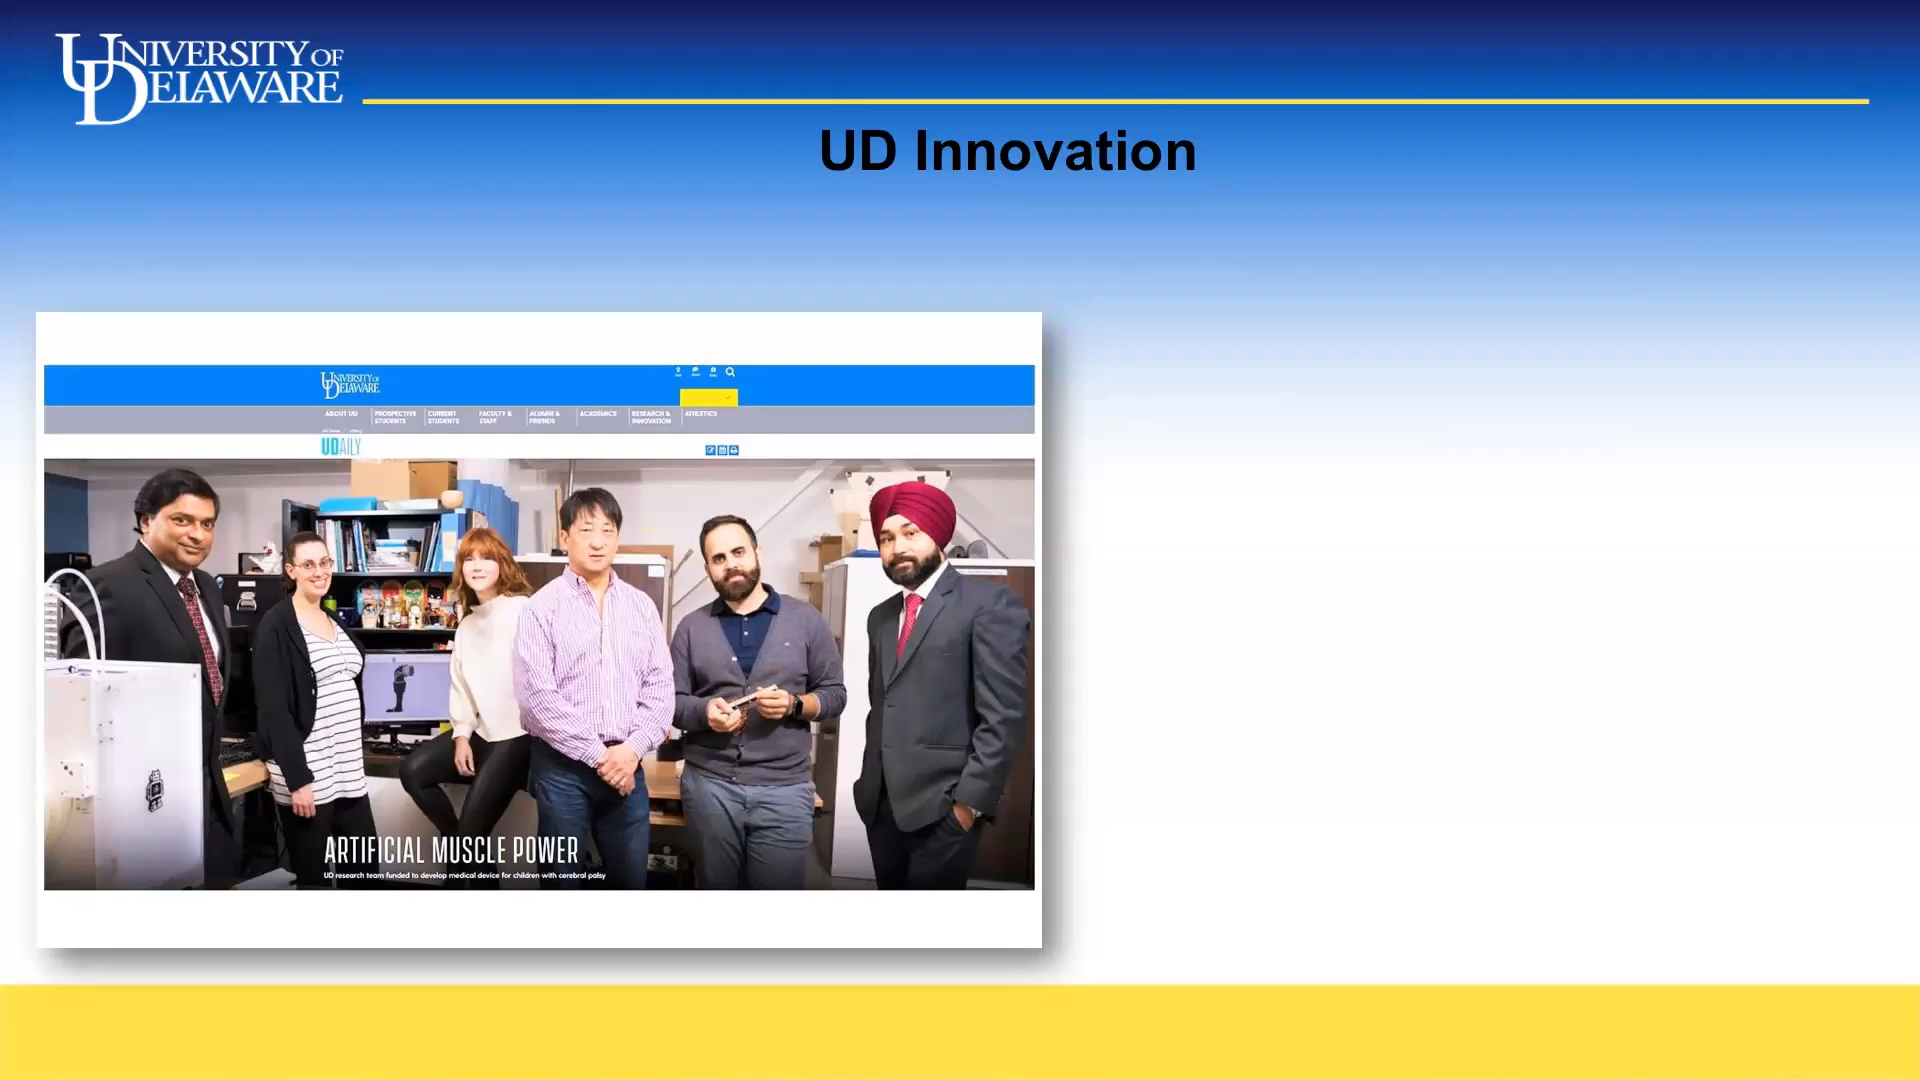 UNIVERSITY OF
DELAWARE
UD Innovation
UNIVERSITY OF
DELAWARE
ABOUT UD
PROSPECTIVE
STUDENTS
CURRENT
STUDENTS
FACULTY &
STAFF
ALUMNI &
FRIENDS
ACADEMICS
RESEARCH &
INNOVATION
ATHLETICS
UDAILY
ARTIFICIAL MUSCLE POWER
UD research team funded to develop medical device for children with cerebral palsy